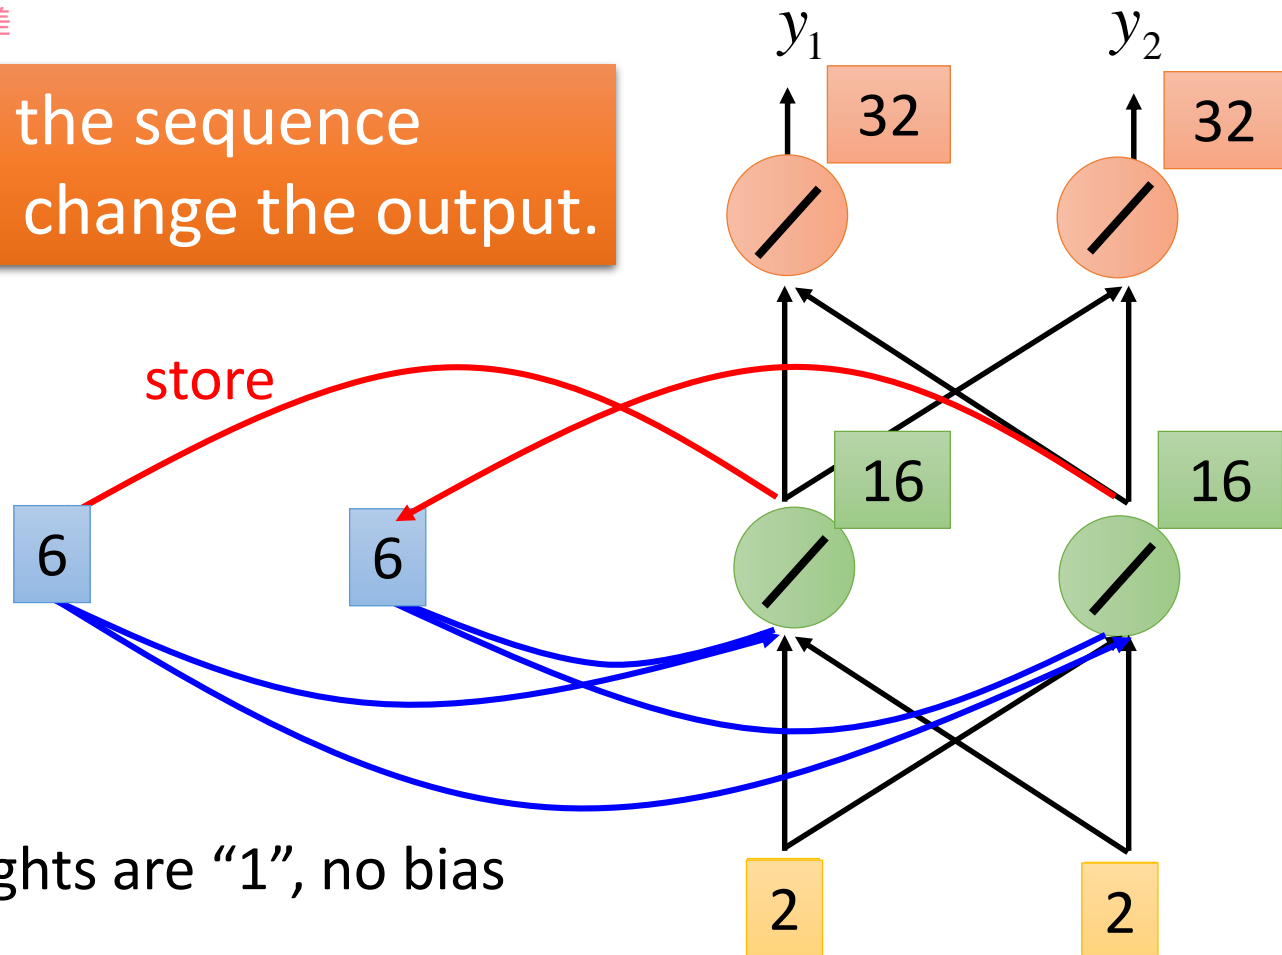 y₁ y₂
32 32
the sequence
change the output.
store
16 16
6 6
ghts are “1”, no bias
2 2